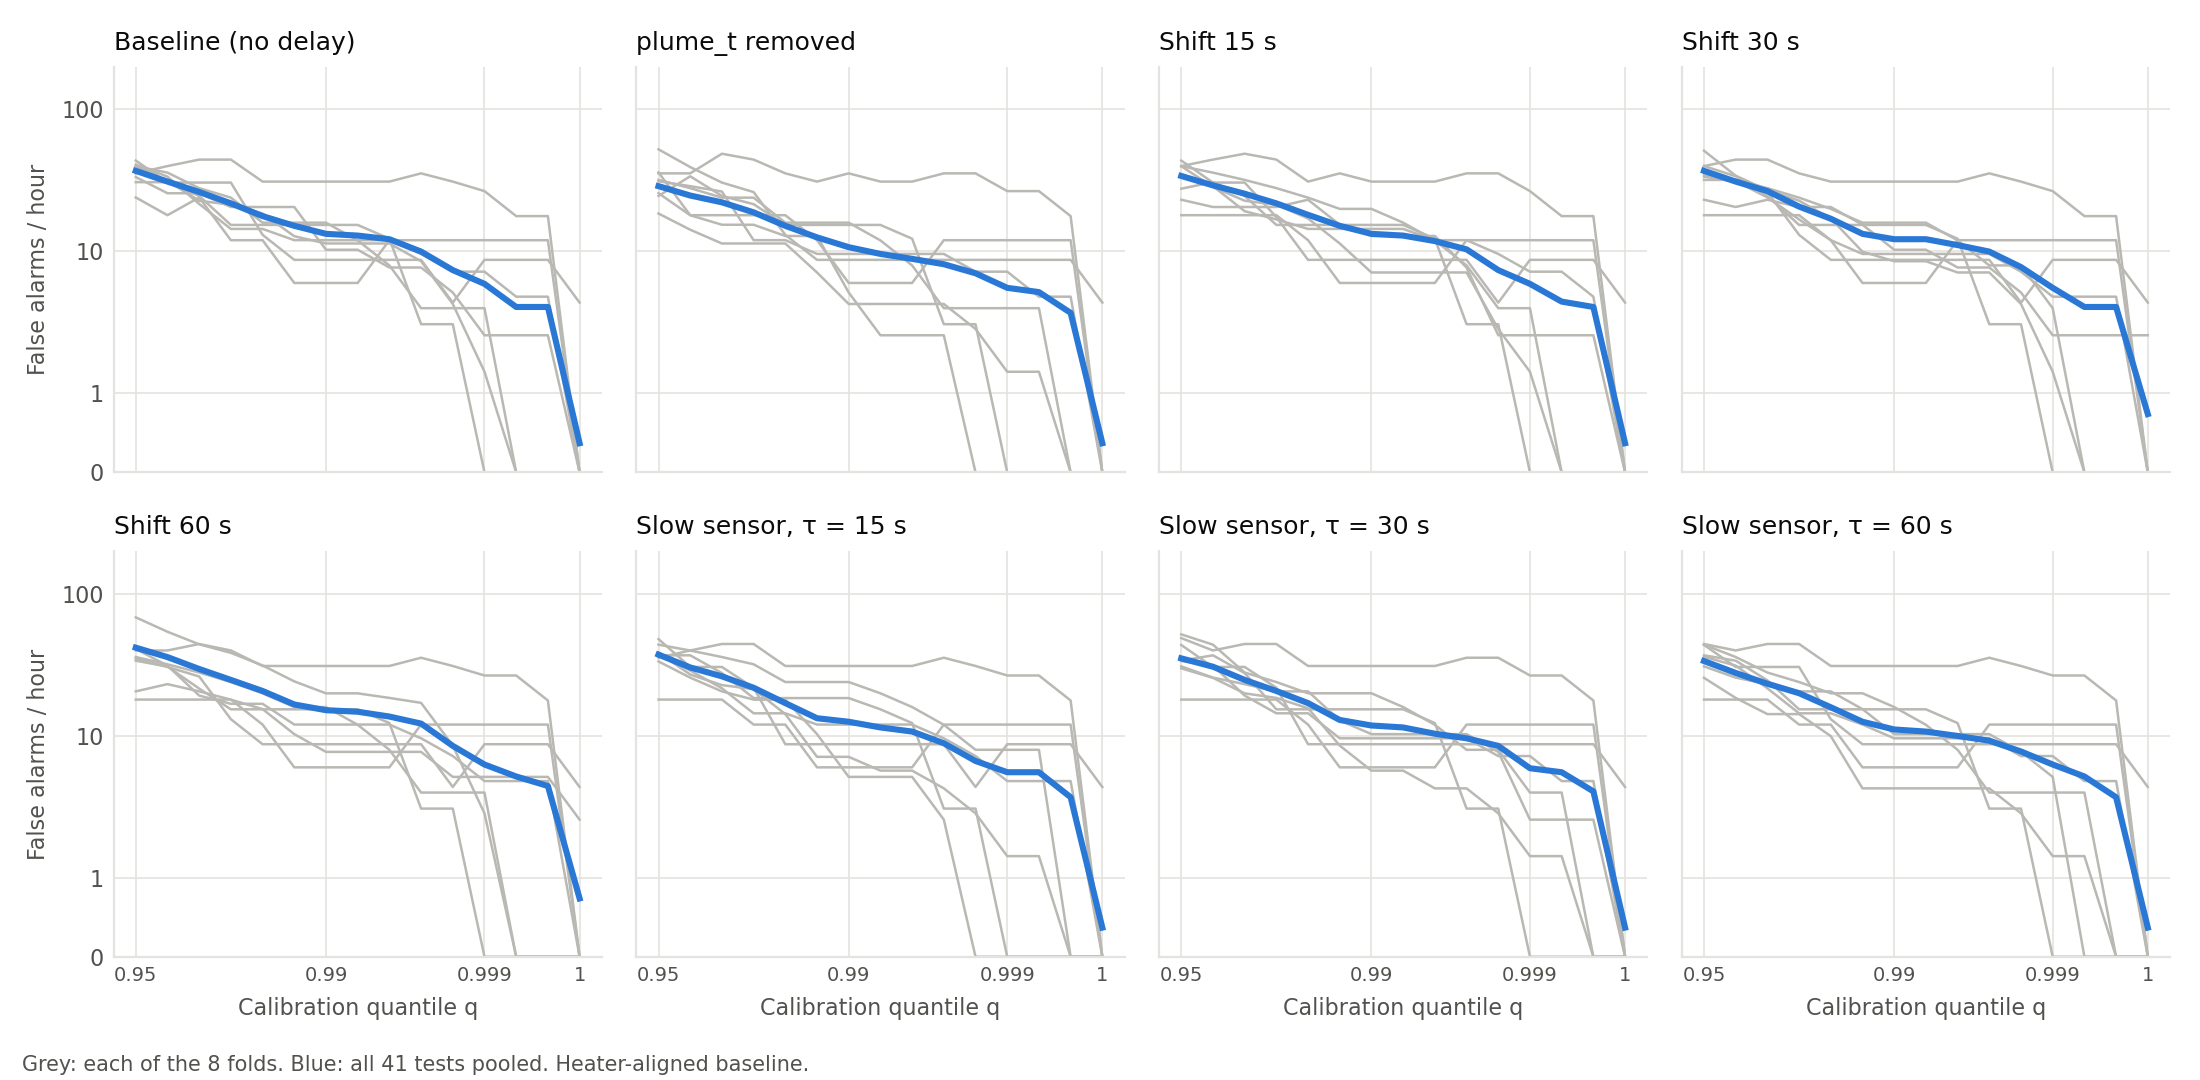 Baseline (no delay)
plume_t removed
Shift 15 s
Shift 30 s
100
10
1
0
False alarms / hour
Shift 60 s
Slow sensor, τ = 15 s
Slow sensor, τ = 30 s
Slow sensor, τ = 60 s
100
10
1
0
False alarms / hour
0.95 0.99 0.999 1
0.95 0.99 0.999 1
0.95 0.99 0.999 1
0.95 0.99 0.999 1
Calibration quantile q
Calibration quantile q
Calibration quantile q
Calibration quantile q
Grey: each of the 8 folds. Blue: all 41 tests pooled. Heater-aligned baseline.